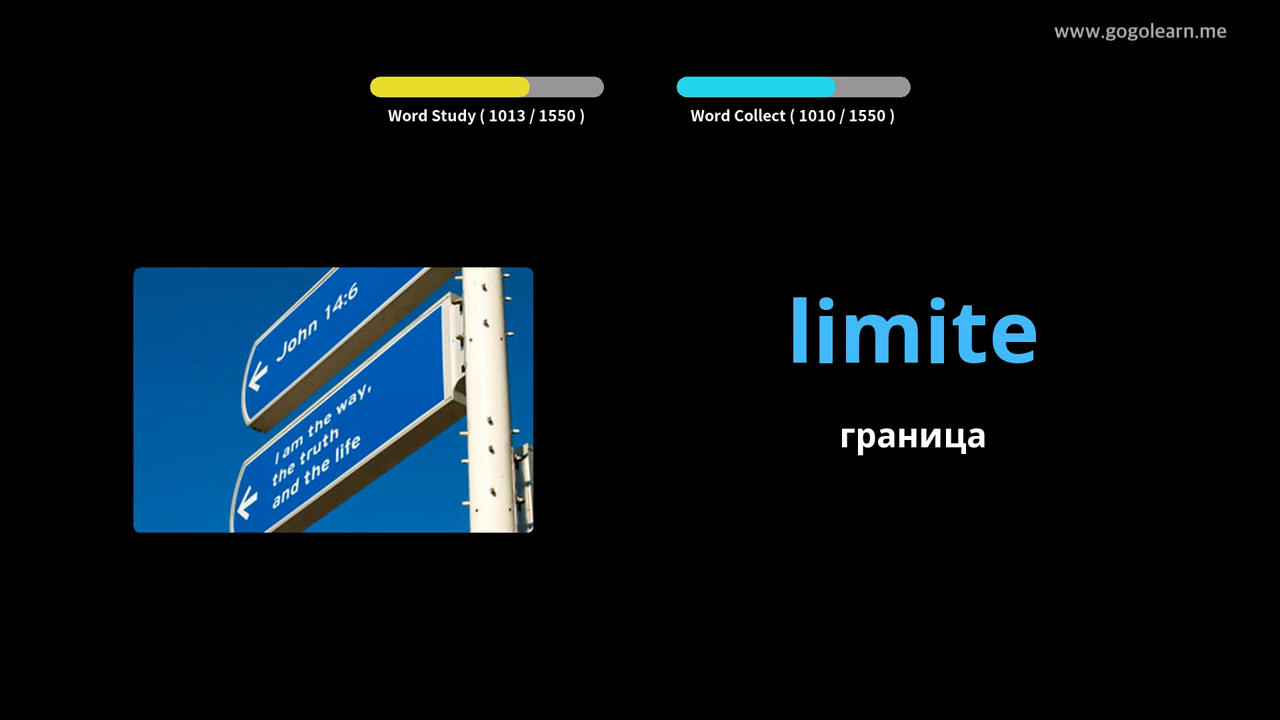 www.gogolearn.me
Word Study ( 1013 / 1550 )
Word Collect ( 1010 / 1550 )
John 14:6
I am the way,
the truth
and the life
limite
граница